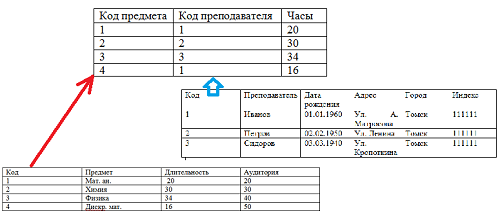 Код предмета Код преподавателя Часы
1 1 20
2 2 30
3 3 34
4 1 16
Код Преподаватель Дата рождения Адрес Город Индекс
1 Иванов 01.01.1960 Ул. А. Матросова Томск 111111
2 Петров 02.02.1950 Ул. Ленина Томск 111111
3 Сидоров 03.03.1940 Ул. Кропоткина Томск 111111
Код Предмет Длительность Аудитория
1 Мат. ан. 20 20
2 Химия 30 30
3 Физика 34 40
4 Дискр. мат. 16 50